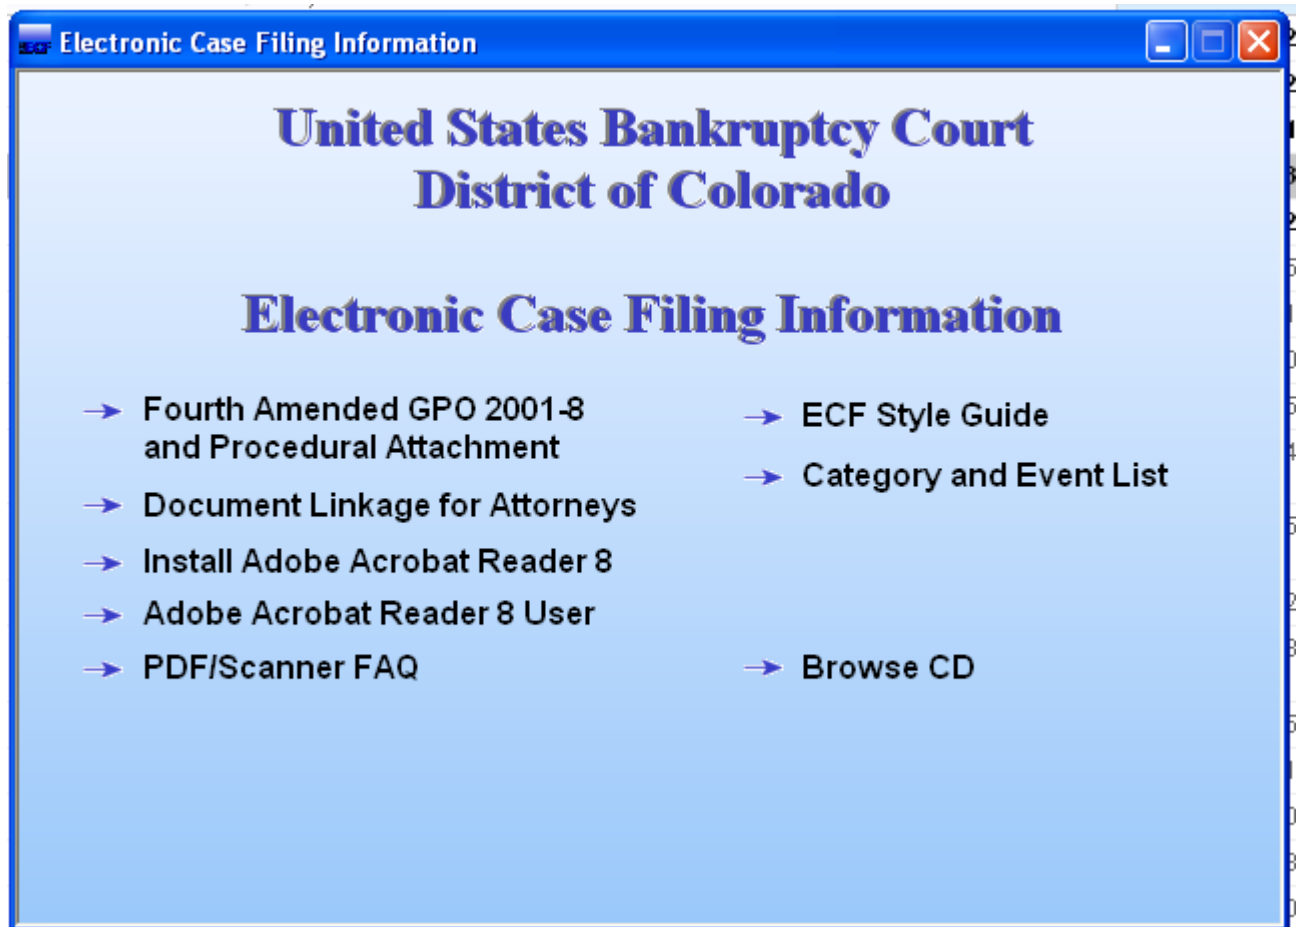 Electronic Case Filing Information
United States Bankruptcy Court
District of Colorado
Electronic Case Filing Information
Fourth Amended GPO 2001-8
and Procedural Attachment
Document Linkage for Attorneys
Install Adobe Acrobat Reader 8
Adobe Acrobat Reader 8 User
PDF/Scanner FAQ
ECF Style Guide
Category and Event List
Browse CD